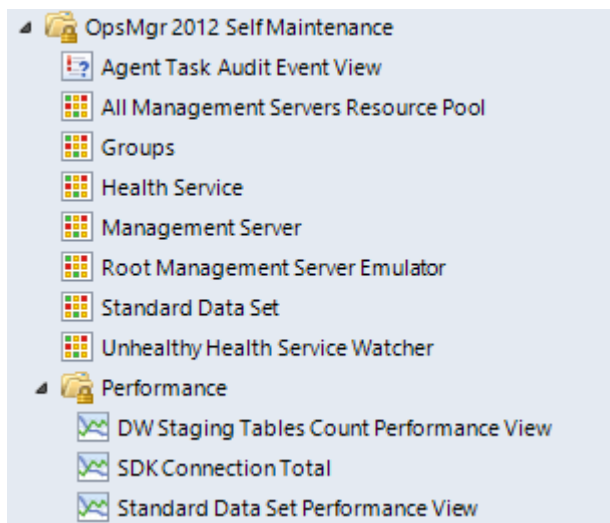 OpsMgr 2012 Self Maintenance
Agent Task Audit Event View
All Management Servers Resource Pool
Groups
Health Service
Management Server
Root Management Server Emulator
Standard Data Set
Unhealthy Health Service Watcher
Performance
DW Staging Tables Count Performance View
SDK Connection Total
Standard Data Set Performance View